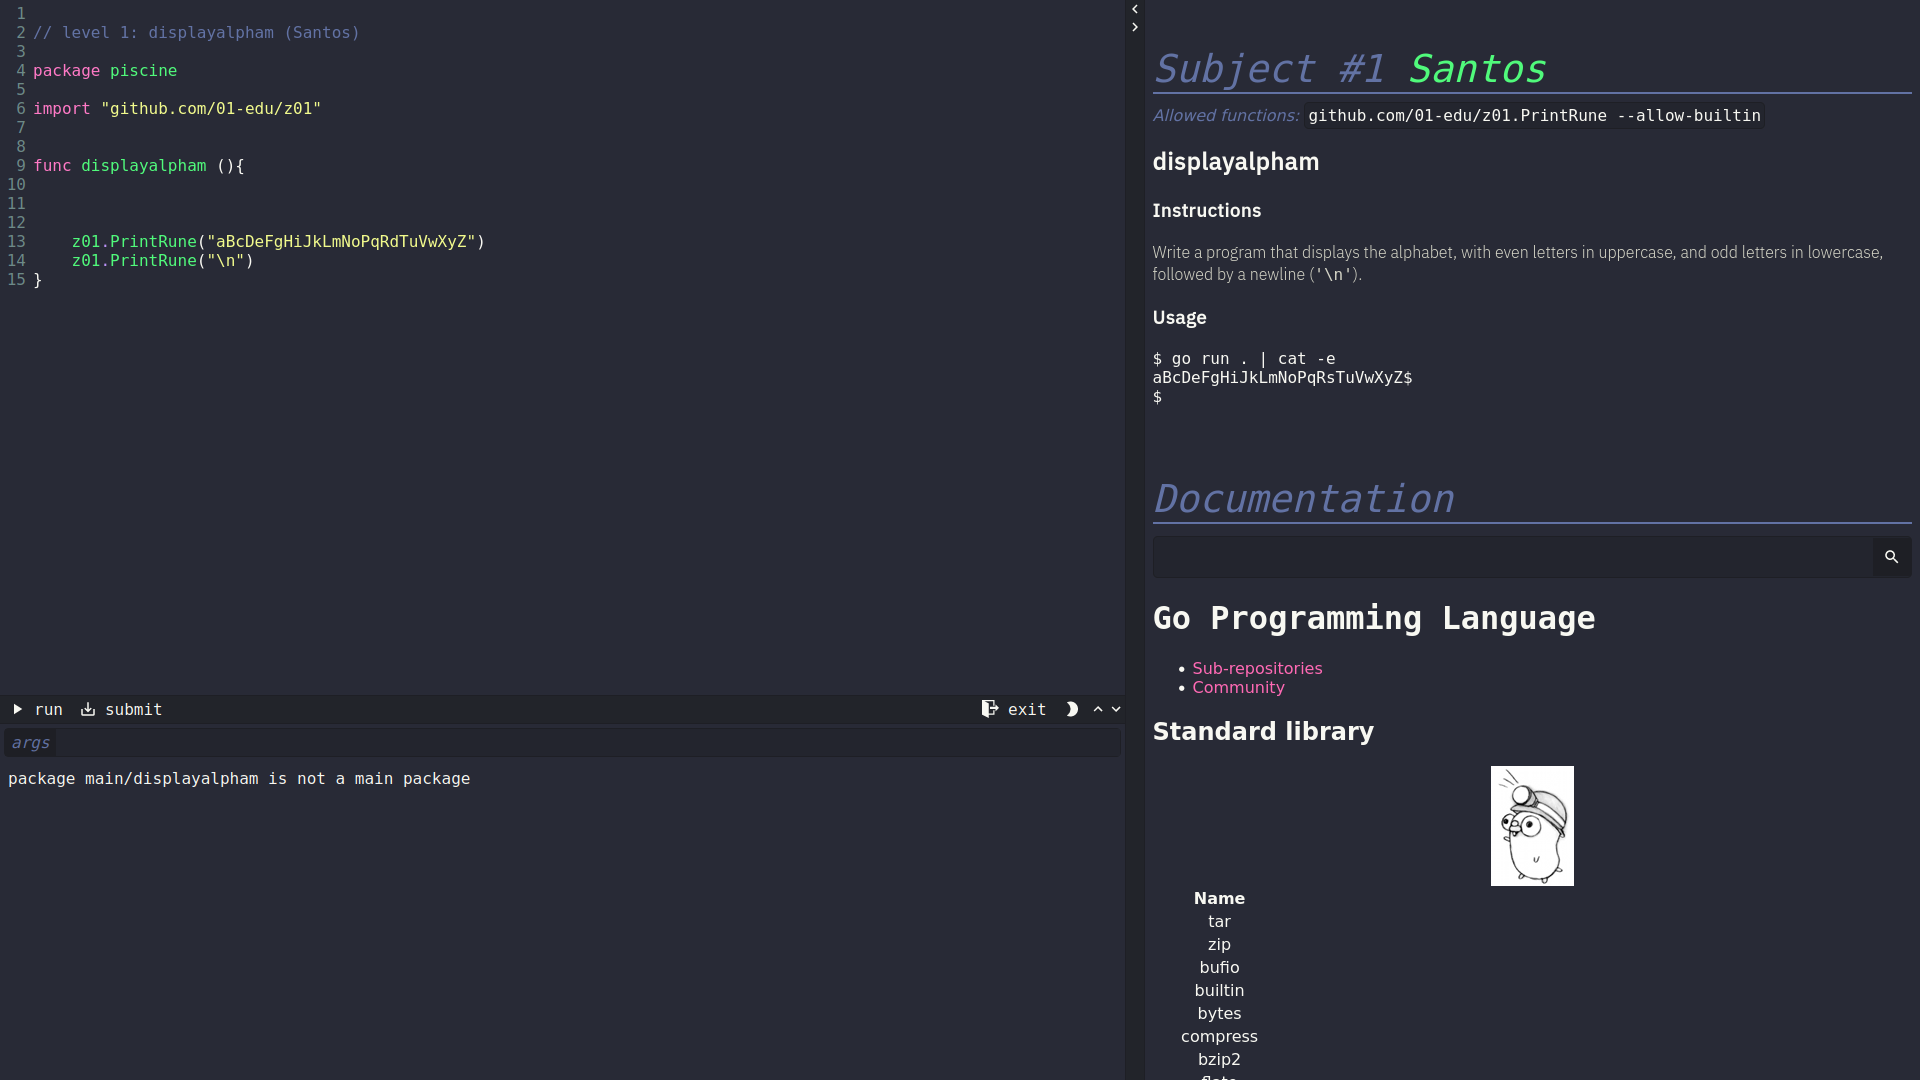 1
2 // level 1: displayalpham (Santos)
3
4 package piscine
5
6 import "github.com/01-edu/z01"
7
8
9 func displayalpham (){
10
11
12
13     z01.PrintRune("aBcDeFgHiJkLmNoPqRdTuVwXyZ")
14     z01.PrintRune("\n")
15 }
run submit exit
args
package main/displayalpham is not a main package
Subject #1 Santos
Allowed functions: github.com/01-edu/z01.PrintRune --allow-builtin
displayalpham
Instructions
Write a program that displays the alphabet, with even letters in uppercase, and odd letters in lowercase,
followed by a newline ('\n').
Usage
$ go run . | cat -e
aBcDeFgHiJkLmNoPqRsTuVwXyZ$
$
Documentation
Go Programming Language
• Sub-repositories
• Community
Standard library
Name
tar
zip
bufio
builtin
bytes
compress
bzip2